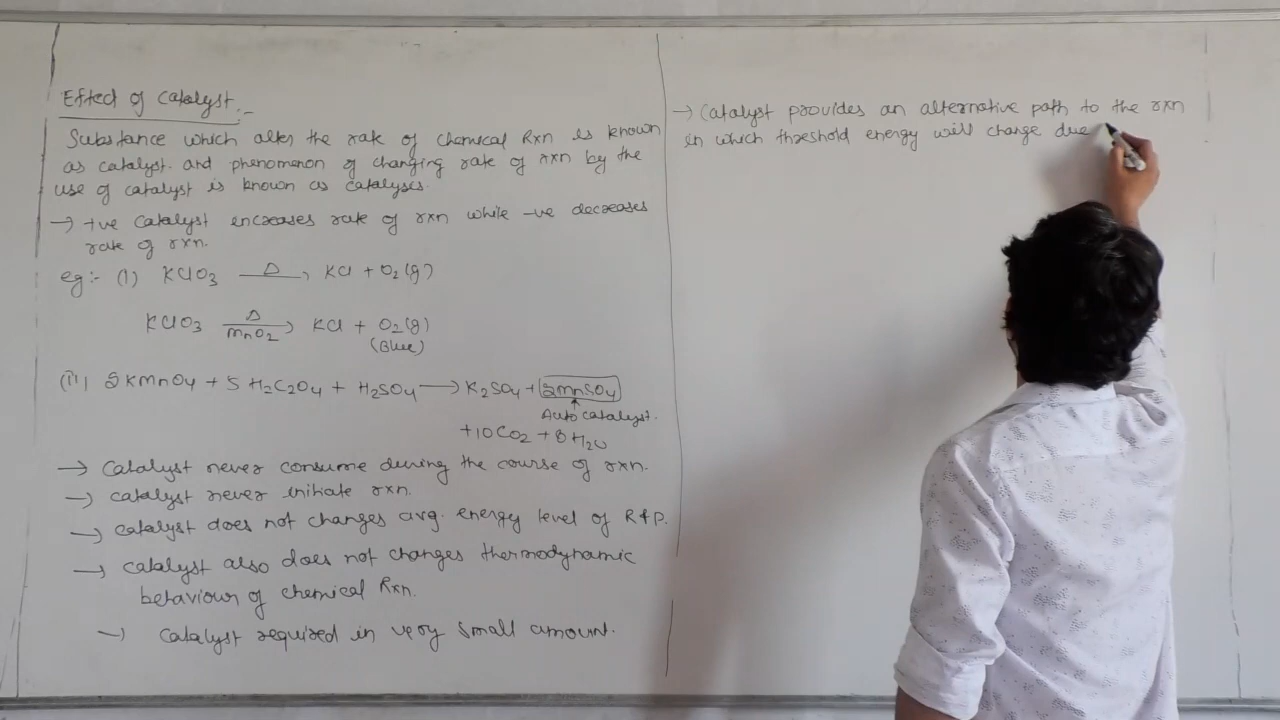 Effect of Catalyst :-
Substance which alter the rate of chemical Rxn is known
as catalyst. and phenomenon of changing rate of rxn by the
use of catalyst is known as catalyses.
→ +ve catalyst encreases rate of rxn while -ve decreases
rate of rxn.
eg:- (i) KClO3 Δ→ KCl + O2(g)
KClO3 Δ→ KCl + O2(g)
MnO2 (Blue)
(ii) 2KMnO4 + 5H2C2O4 + H2SO4 → K2SO4 + 2MnSO4
Auto catalyst.
+10CO2 + 8H2O
→ Catalyst never consume during the course of rxn.
→ catalyst never initiate rxn.
→ catalyst does not changes avg. energy level of R & P.
→ catalyst also does not changes thermodynamic
behaviour of chemical Rxn.
→ catalyst required in very small amount.
→ Catalyst provides an alternative path to the rxn
in which threshold energy will change due